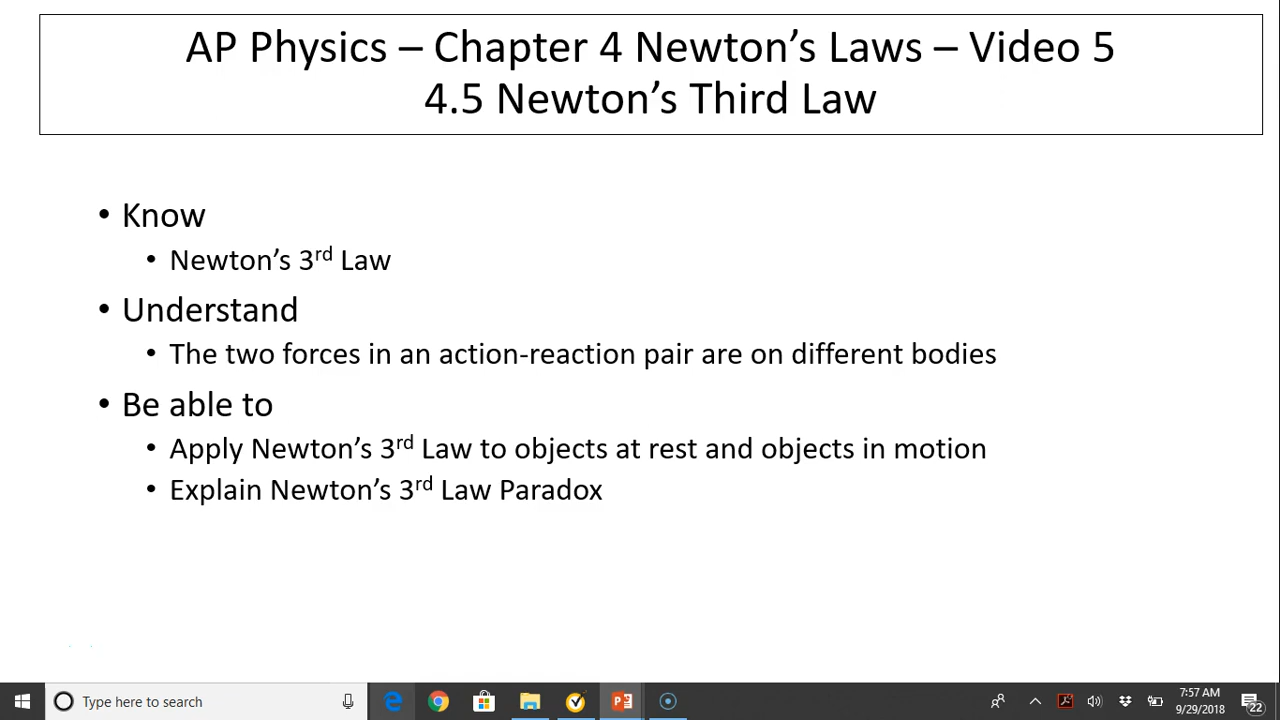 AP Physics – Chapter 4 Newton’s Laws – Video 5
4.5 Newton’s Third Law
• Know
• Newton’s 3rd Law
• Understand
• The two forces in an action-reaction pair are on different bodies
• Be able to
• Apply Newton’s 3rd Law to objects at rest and objects in motion
• Explain Newton’s 3rd Law Paradox
Type here to search
7:57 AM
9/29/2018
22